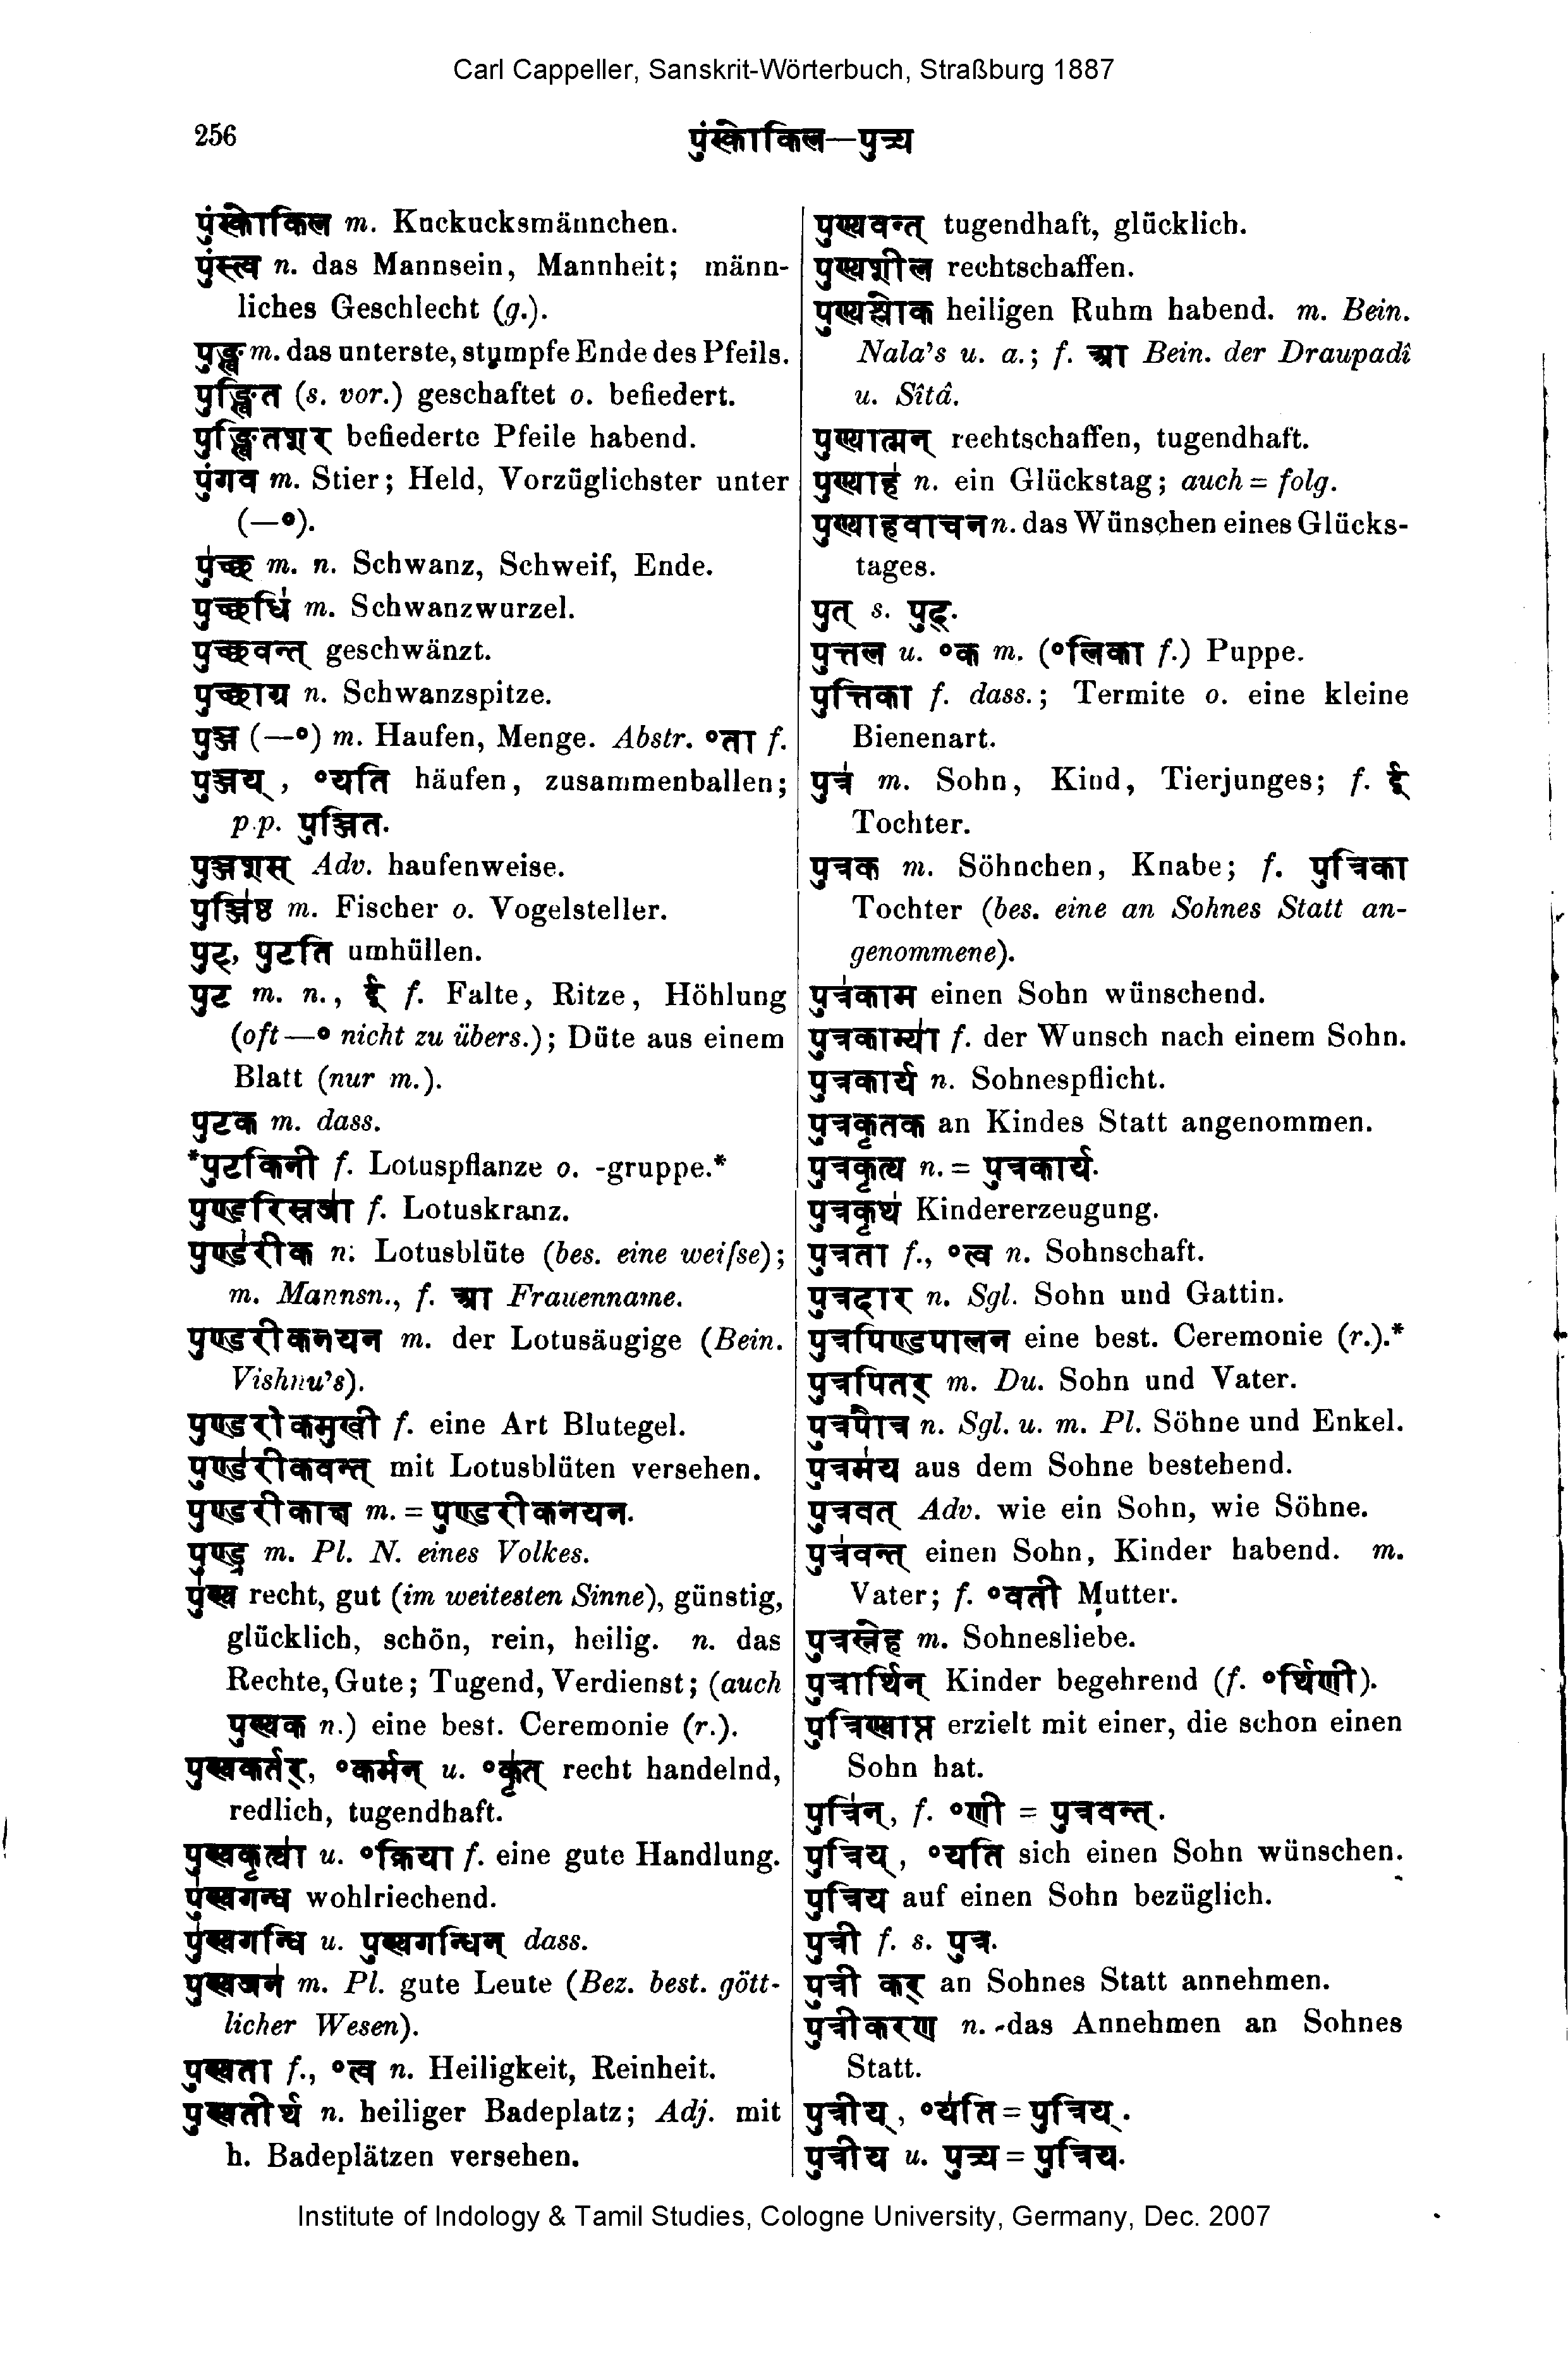 Carl Cappeller, Sanskrit-Wörterbuch, Straßburg 1887
256
पुंस्कोकिल—पुत्र्य
पुंस्कोकिल m. Kuckucksmännchen.
पुंस्त्व n. das Mannsein, Mannheit; männ-
liches Geschlecht (g.).
पुङ्ख m. das unterste, stumpfe Ende des Pfeils.
पुङ्खित (s. vor.) geschaftet o. befiedert.
पुङ्खितशर befiederte Pfeile habend.
पुंगव m. Stier; Held, Vorzüglichster unter
(—॰).
पु॑च्छ m. n. Schwanz, Schweif, Ende.
पुच्छधि॑ m. Schwanzwurzel.
पुच्छवन्त् geschwänzt.
पुच्छाग्र n. Schwanzspitze.
पुञ्ज (—॰) m. Haufen, Menge. Abstr. ॰ता f.
पुञ्जय्, ॰यति häufen, zusammenballen;
p.p. पुञ्जित.
पुञ्जशस् Adv. haufenweise.
पुञ्जि॑ष्ठ m. Fischer o. Vogelsteller.
पुट्, पुटति umhüllen.
पुट m. n., ई f. Falte, Ritze, Höhlung
(oft —॰ nicht zu übers.); Düte aus einem
Blatt (nur m.).
पुटक m. dass.
*पुटकिनी f. Lotuspflanze o. -gruppe.*
पुण्डरिस्रजा॑ f. Lotuskranz.
पुण्ड॑रीक n. Lotusblüte (bes. eine weiſse);
m. Mannsn., f. आ Frauenname.
पुण्डरीकनयन m. der Lotusäugige (Bein.
Vishnu's).
पुण्डरीकमुखी f. eine Art Blutegel.
पुण्ड॑रीकवन्त् mit Lotusblüten versehen.
पुण्डरीकाक्ष m. = पुण्डरीकनयन.
पुण्ड्र m. Pl. N. eines Volkes.
पु॑ण्य recht, gut (im weitesten Sinne), günstig,
glücklich, schön, rein, heilig. n. das
Rechte, Gute; Tugend, Verdienst; (auch
पुण्यक n.) eine best. Ceremonie (r.).
पुण्यकर्तर्, ॰कर्मन् u. ॰कृ॑त् recht handelnd,
redlich, tugendhaft.
पुण्यकृत्या॑ u. ॰क्रिया f. eine gute Handlung.
पु॑ण्यगन्ध wohlriechend.
पु॑ण्यगन्धि u. पुण्यगन्धिन् dass.
पुण्यजन॑ m. Pl. gute Leute (Bez. best. gött-
licher Wesen).
पुण्यता f., ॰त्व n. Heiligkeit, Reinheit.
पुण्यतीर्थ n. heiliger Badeplatz; Adj. mit
h. Badeplätzen versehen.
पुण्यवन्त् tugendhaft, glücklich.
पुण्यशील rechtschaffen.
पुण्यश्लोक heiligen Ruhm habend. m. Bein.
Nala's u. a.; f. आ Bein. der Draupadî
u. Sîtâ.
पुण्यात्मन् rechtschaffen, tugendhaft.
पुण्याह॑ n. ein Glückstag; auch = folg.
पुण्याहवाचन n. das Wünschen eines Glücks-
tages.
पुत् s. पुद्.
पुत्तल u. ॰क m. (॰लिका f.) Puppe.
पुत्तिका f. dass.; Termite o. eine kleine
Bienenart.
पुत्र॑ m. Sohn, Kind, Tierjunges; f. ई
Tochter.
पुत्रक m. Söhnchen, Knabe; f. पुत्रिका
Tochter (bes. eine an Sohnes Statt an-
genommene).
पुत्र॑काम einen Sohn wünschend.
पुत्रकाम्या॑ f. der Wunsch nach einem Sohn.
पुत्रकार्य n. Sohnespflicht.
पुत्रकृतक an Kindes Statt angenommen.
पुत्रकृत्य n. = पुत्रकार्य.
पुत्रकृथ॑ Kindererzeugung.
पुत्रता f., ॰त्व n. Sohnschaft.
पुत्रदार n. Sgl. Sohn und Gattin.
पुत्रपिण्डपालन eine best. Ceremonie (r.).*
पुत्रपितर् m. Du. Sohn und Vater.
पुत्रपौत्र n. Sgl. u. m. Pl. Söhne und Enkel.
पुत्रम॑य aus dem Sohne bestehend.
पुत्रवत् Adv. wie ein Sohn, wie Söhne.
पुत्र॑वन्त् einen Sohn, Kinder habend. m.
Vater; f. ॰वती Mutter.
पुत्रस्नेह m. Sohnesliebe.
पुत्रार्थिन् Kinder begehrend (f. ॰र्थिणी).
पुत्रिण्याप्त erzielt mit einer, die schon einen
Sohn hat.
पुत्रि॑न्, f. ॰णी = पुत्रवन्त्.
पुत्रिय्, ॰यति sich einen Sohn wünschen.
पुत्रिय auf einen Sohn bezüglich.
पुत्री f. s. पुत्र.
पुत्री कर् an Sohnes Statt annehmen.
पुत्रीकरण n. das Annehmen an Sohnes
Statt.
पुत्रीय्, ॰य॑ति = पुत्रिय्.
पुत्रीय u. पुत्र्य = पुत्रिय.
Institute of Indology & Tamil Studies, Cologne University, Germany, Dec. 2007